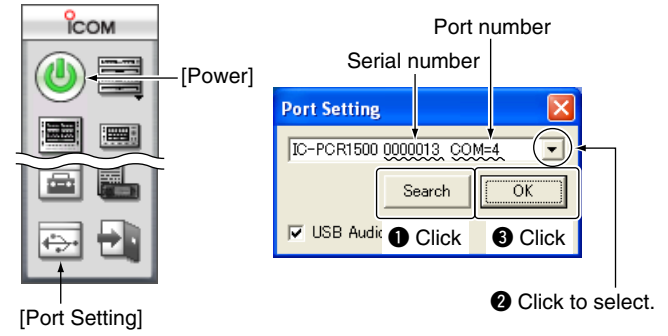 ICOM
[Power]
[Port Setting]
Port number
Serial number
Port Setting
IC-PCR1500 0000013 COM=4
Search
OK
USB Audio
❶ Click
❸ Click
❷ Click to select.